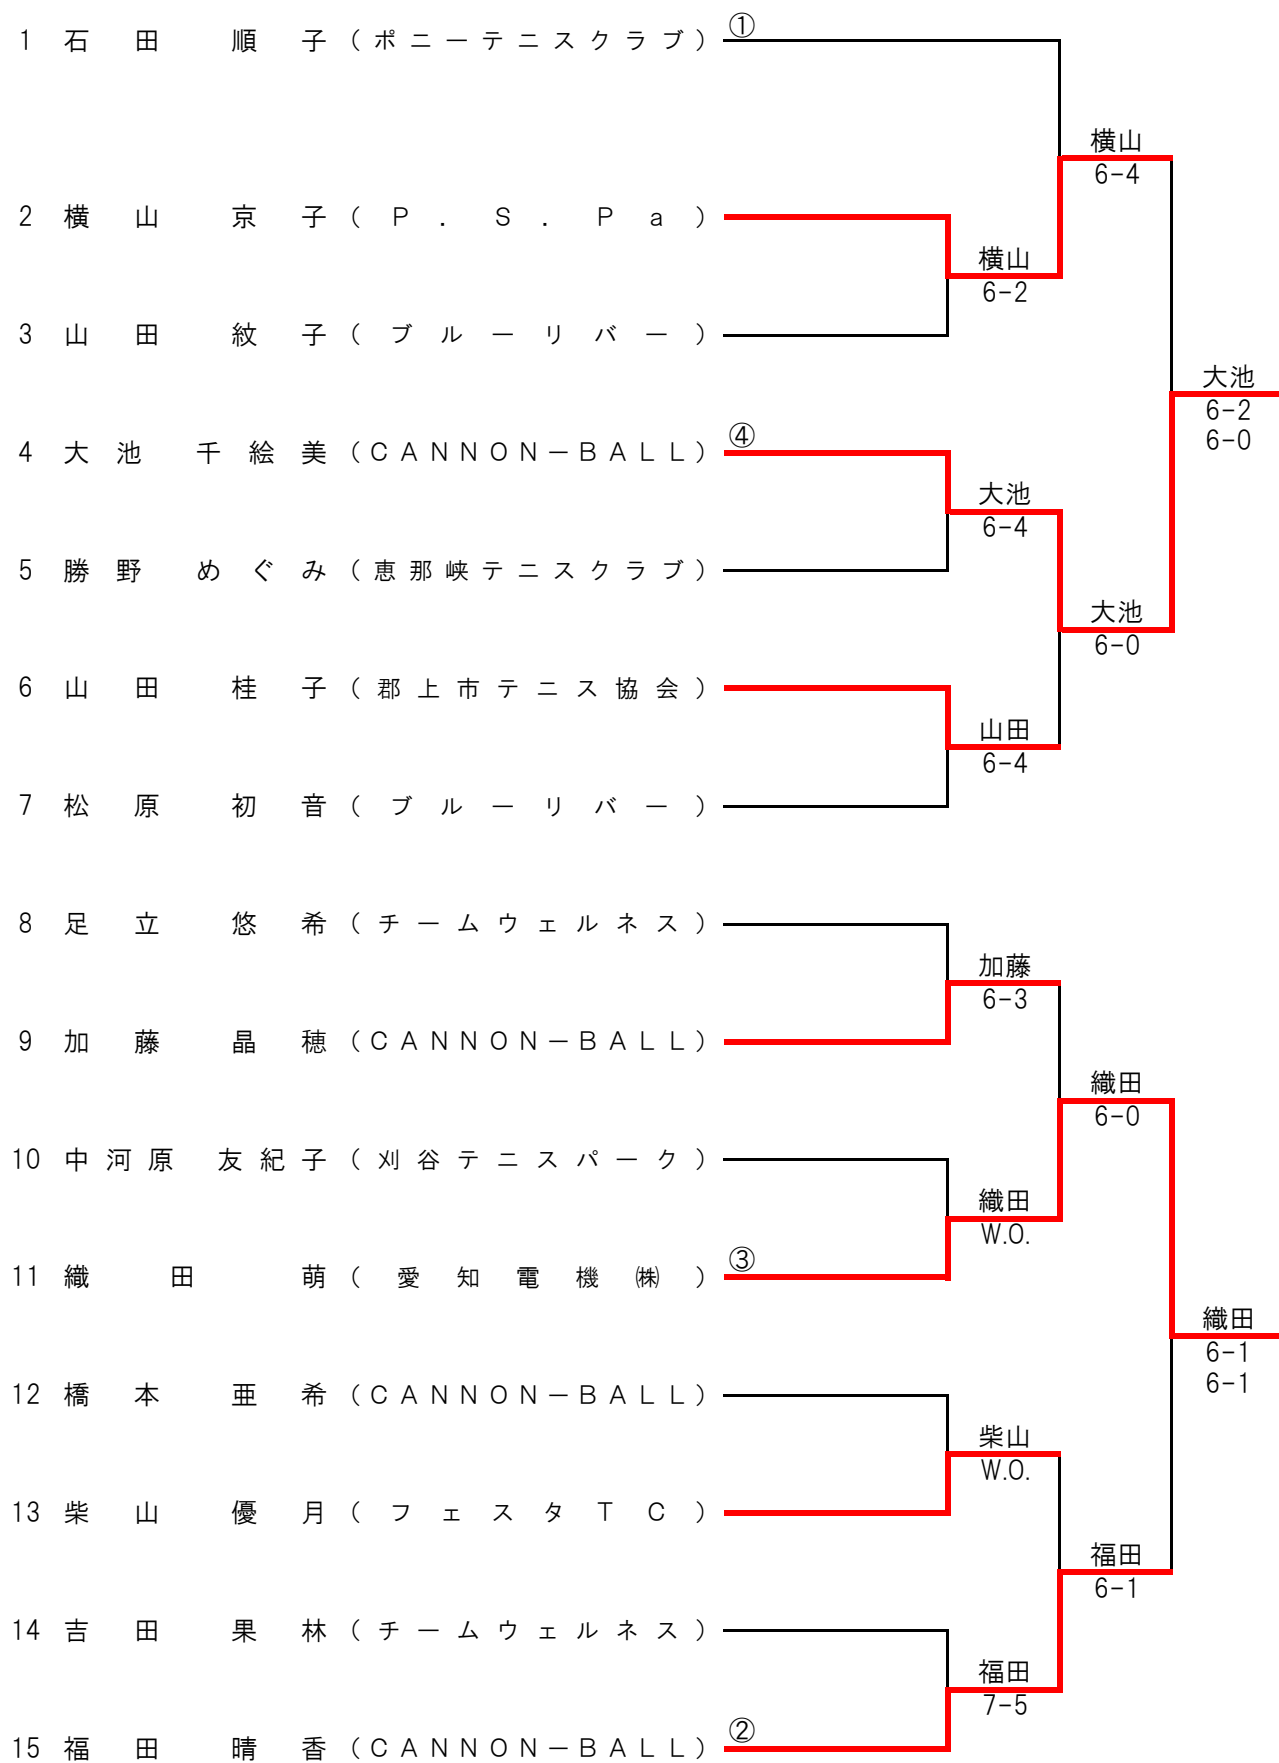 1 石田 順子 (ポニーテニスクラブ) ①
横山
6-4
2 横山 京子 (P.S.Pa)
横山
6-2
3 山田 紋子 (ブルーリバー)
大池
6-2
6-0
4 大池 千絵美 (CANNON-BALL) ④
大池
6-4
5 勝野 めぐみ (恵那峡テニスクラブ)
大池
6-0
6 山田 桂子 (郡上市テニス協会)
山田
6-4
7 松原 初音 (ブルーリバー)
8 足立 悠希 (チームウェルネス)
加藤
6-3
9 加藤 晶穂 (CANNON-BALL)
織田
6-0
10 中河原 友紀子 (刈谷テニスパーク)
織田
W.O.
11 織田 萌 (愛知電機㈱) ③
織田
6-1
6-1
12 橋本 亜希 (CANNON-BALL)
柴山
W.O.
13 柴山 優月 (フェスタTC)
福田
6-1
14 吉田 果林 (チームウェルネス)
福田
7-5
15 福田 晴香 (CANNON-BALL) ②